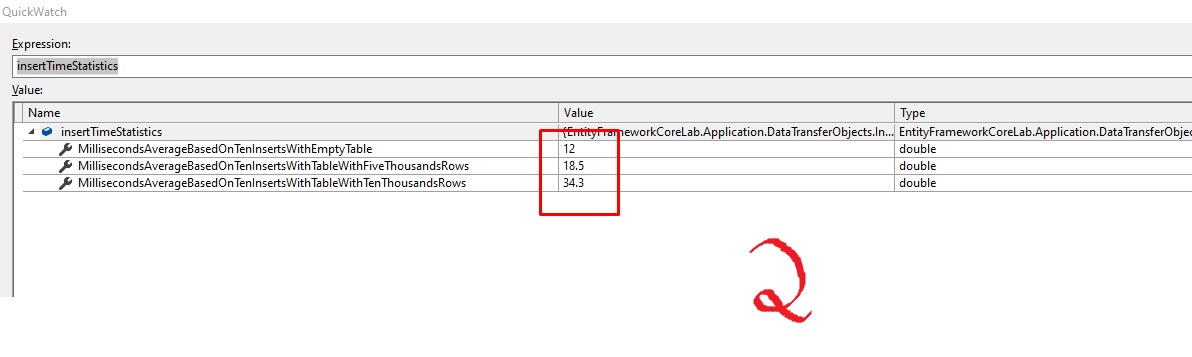 QuickWatch
Expression:
insertTimeStatistics
Value:
Name Value Type
insertTimeStatistics {EntityFrameworkCoreLab.Application.DataTransferObjects.In... EntityFrameworkCoreLab.Application.DataTransferObjec
MillisecondsAverageBasedOnTenInsertsWithEmptyTable 12 double
MillisecondsAverageBasedOnTenInsertsWithTableWithFiveThousandsRows 18.5 double
MillisecondsAverageBasedOnTenInsertsWithTableWithTenThousandsRows 34.3 double
2